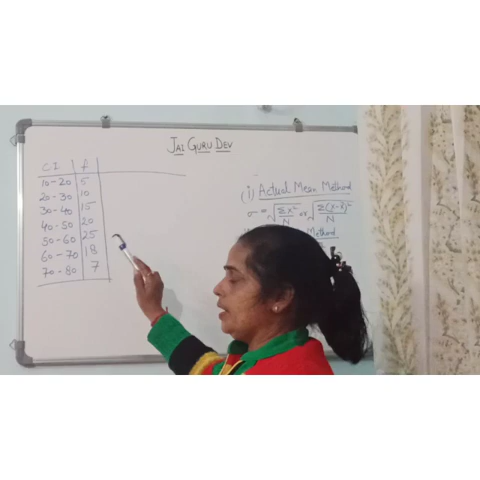 JAI GURU DEV
C.I f
10-20 5
20-30 10
30-40 15
40-50 20
50-60 25
60-70 18
70-80 7
(i) Actual Mean Method
σ = √Σx²/N or √Σ(X-X̄)²/N
Method